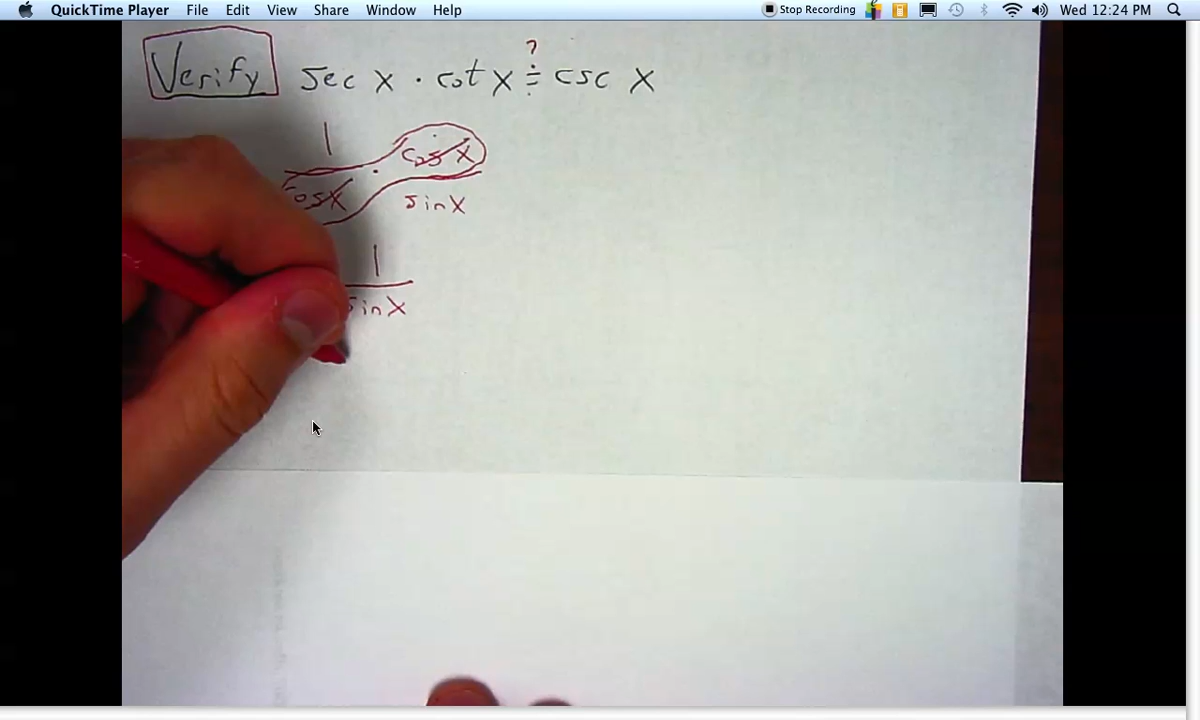 QuickTime Player File Edit View Share Window Help Stop Recording Wed 12:24 PM
?
Verify sec x · cot x = csc x
1 cos x
cos x · sin x
1
sin x